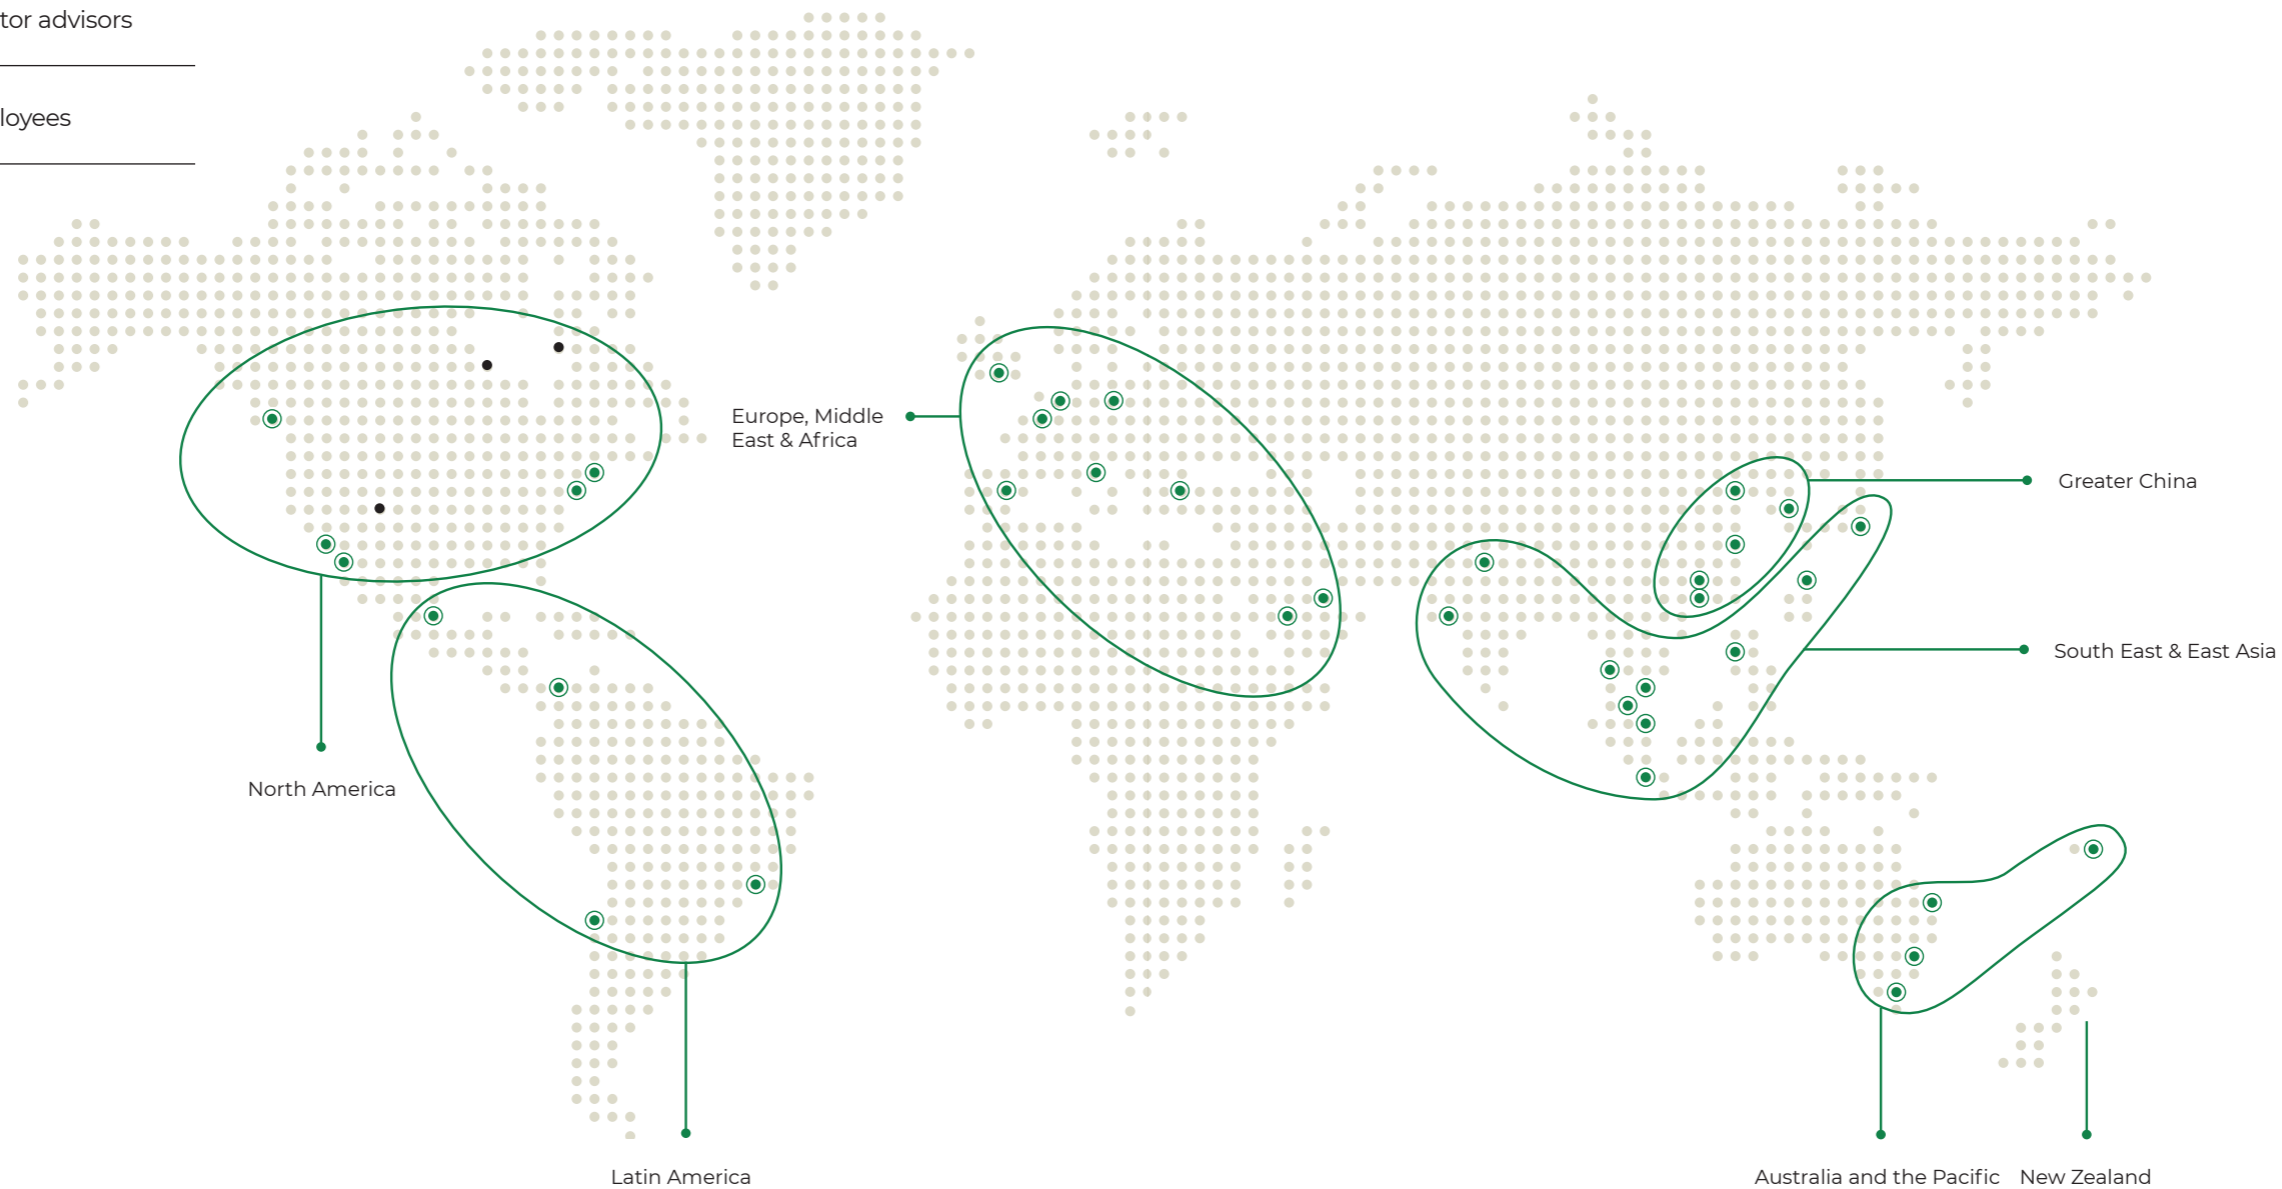 tor advisors
loyees
Europe, Middle
East & Africa
Greater China
South East & East Asia
North America
Latin America
Australia and the Pacific
New Zealand